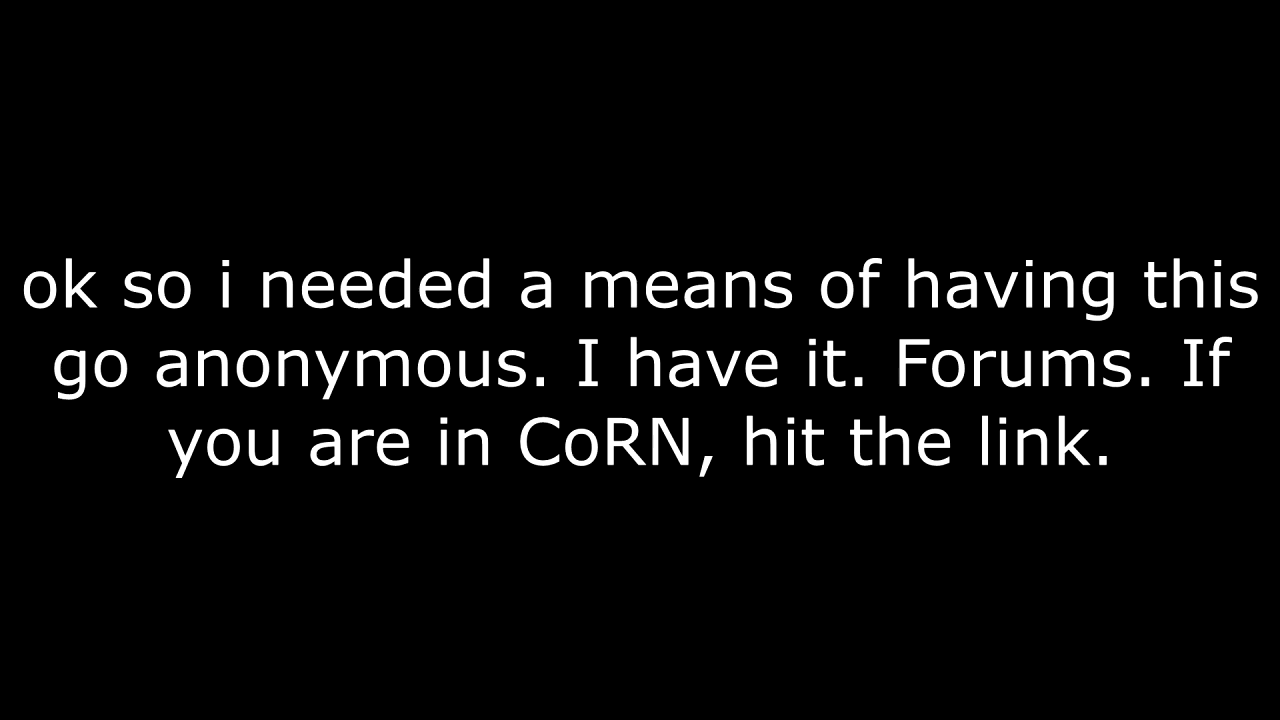 ok so i needed a means of having this
go anonymous. I have it. Forums. If
you are in CoRN, hit the link.